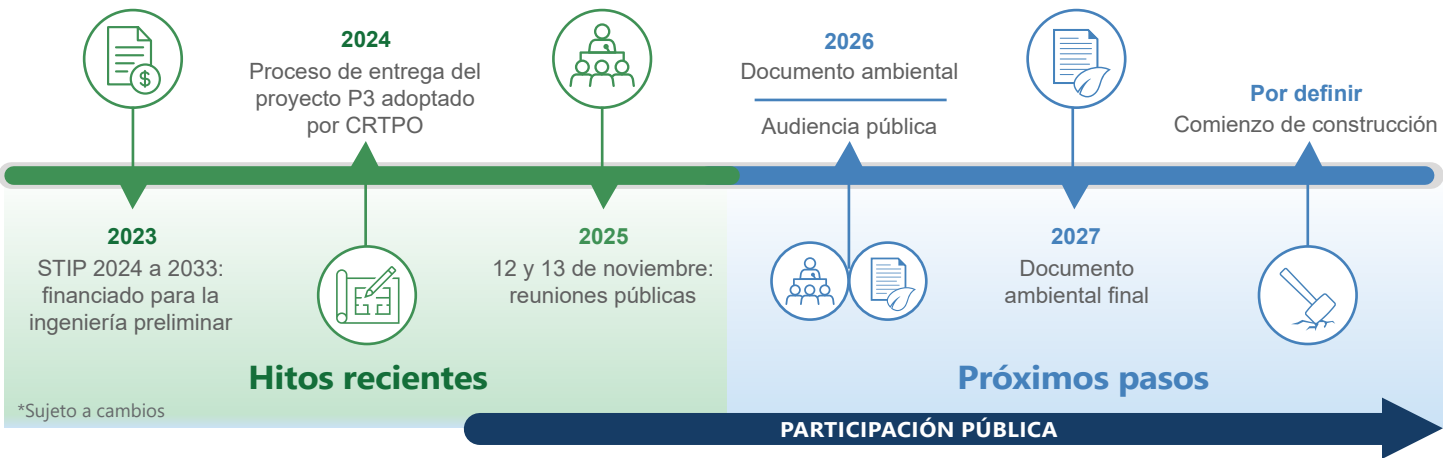 2023
STIP 2024 a 2033:
financiado para la
ingeniería preliminar
2024
Proceso de entrega del
proyecto P3 adoptado
por CRTPO
2025
12 y 13 de noviembre:
reuniones públicas
2026
Documento ambiental
Audiencia pública
2027
Documento
ambiental final
Por definir
Comienzo de construcción
$
Hitos recientes
Próximos pasos
*Sujeto a cambios
PARTICIPACIÓN PÚBLICA